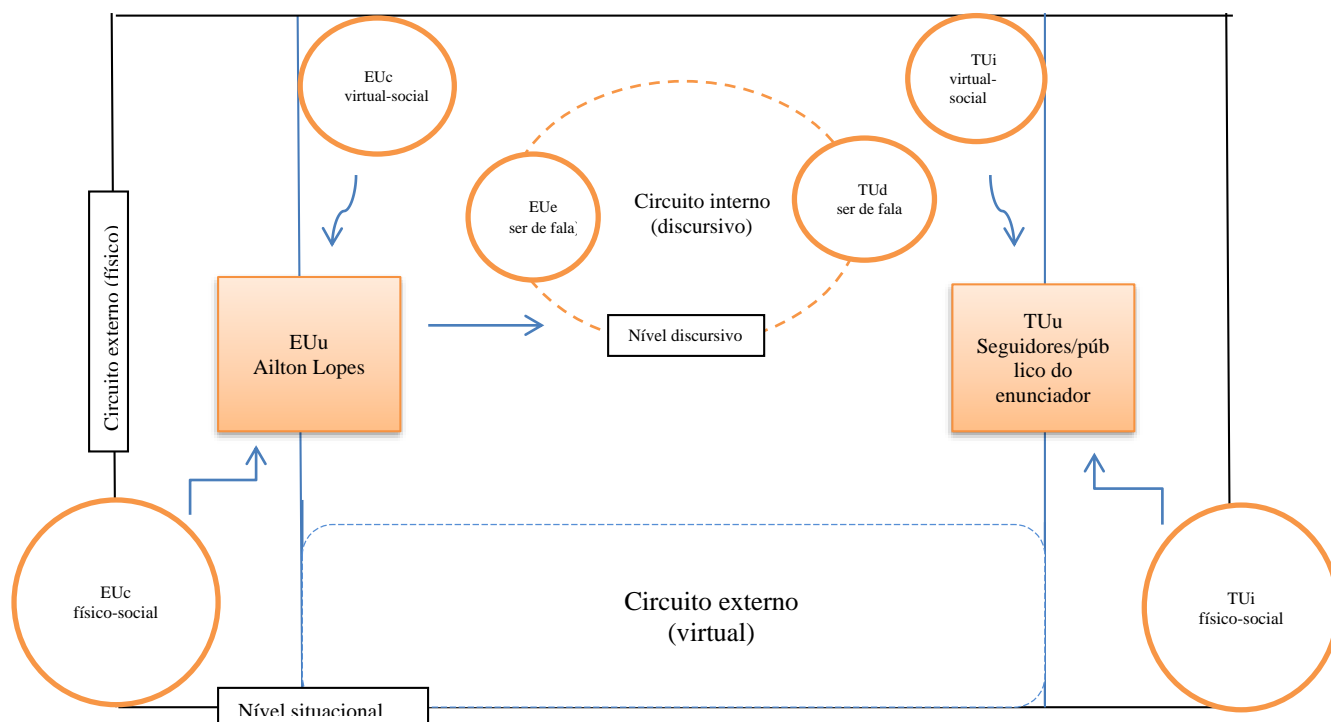 EUc
virtual-social
TUi
virtual-
social
EUe
ser de fala)
Circuito interno
(discursivo)
TUd
ser de fala
Circuito externo (físico)
EUu
Ailton Lopes
Nível discursivo
TUu
Seguidores/púb
lico do
enunciador
EUc
físico-social
Circuito externo
(virtual)
TUi
físico-social
Nível situacional